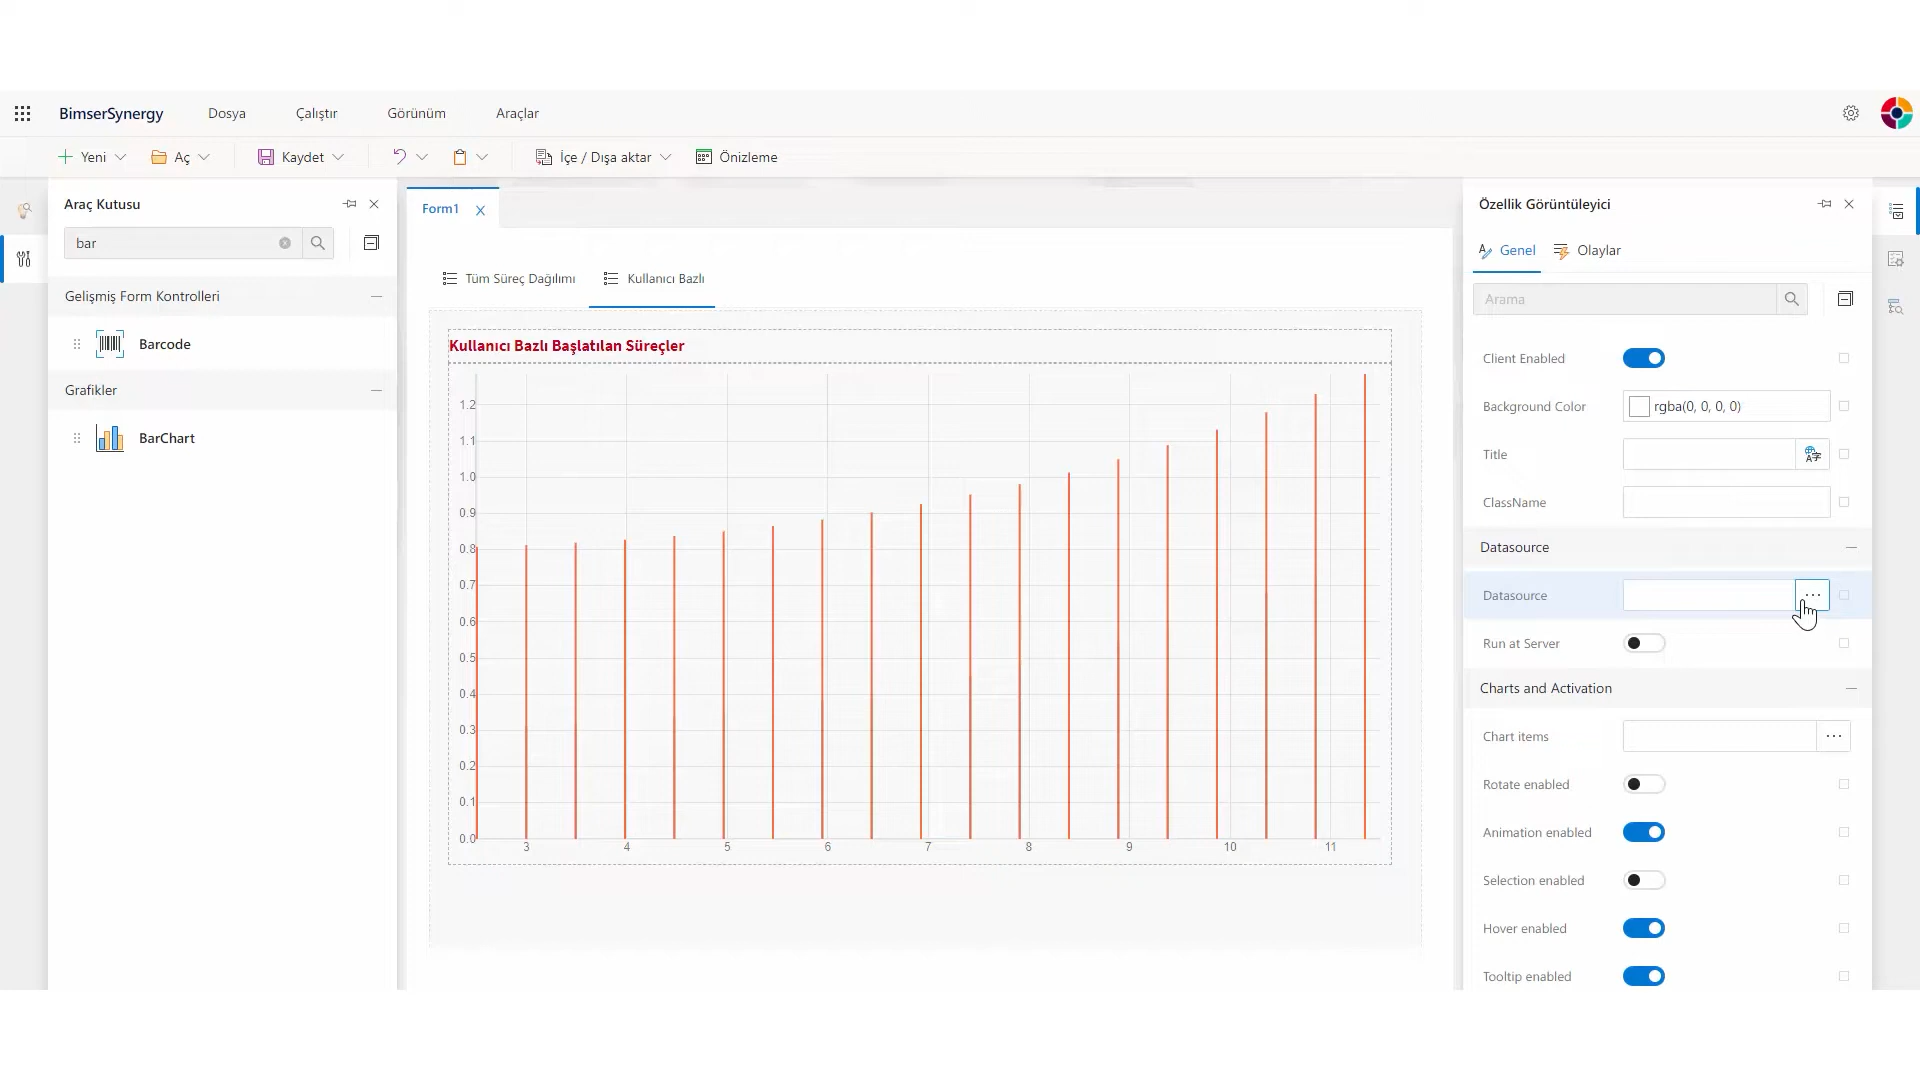 BimserSynergy
Dosya
Çalıştır
Görünüm
Araçlar
Yeni
Aç
Kaydet
İçe / Dışa aktar
Önizleme
Araç Kutusu
bar
Gelişmiş Form Kontrolleri
Barcode
Grafikler
BarChart
Form1
Tüm Süreç Dağılımı
Kullanıcı Bazlı
Kullanıcı Bazlı Başlatılan Süreçler
1.2
1.1
1.0
0.9
0.8
0.7
0.6
0.5
0.4
0.3
0.2
0.1
0.0
3 4 5 6 7 8 9 10 11
Özellik Görüntüleyici
Genel
Olaylar
Arama
Client Enabled
Background Color
rgba(0, 0, 0, 0)
Title
ClassName
Datasource
Datasource
Run at Server
Charts and Activation
Chart items
Rotate enabled
Animation enabled
Selection enabled
Hover enabled
Tooltip enabled